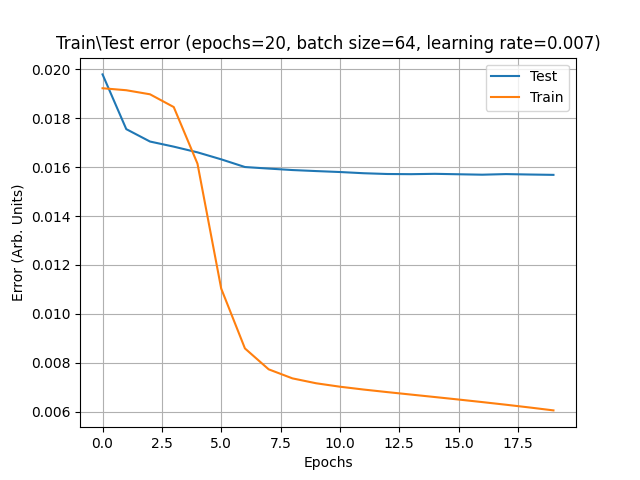 Train\Test error (epochs=20, batch size=64, learning rate=0.007)
Test
Train
Error (Arb. Units)
0.020
0.018
0.016
0.014
0.012
0.010
0.008
0.006
0.0 2.5 5.0 7.5 10.0 12.5 15.0 17.5
Epochs